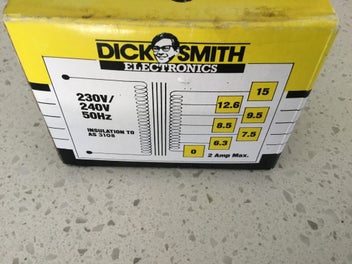 DICK SMITH
ELECTRONICS
230V/
240V
50Hz
INSULATION TO
AS 3108
15
12.6
9.5
8.5
7.5
6.3
0
2 Amp Max.